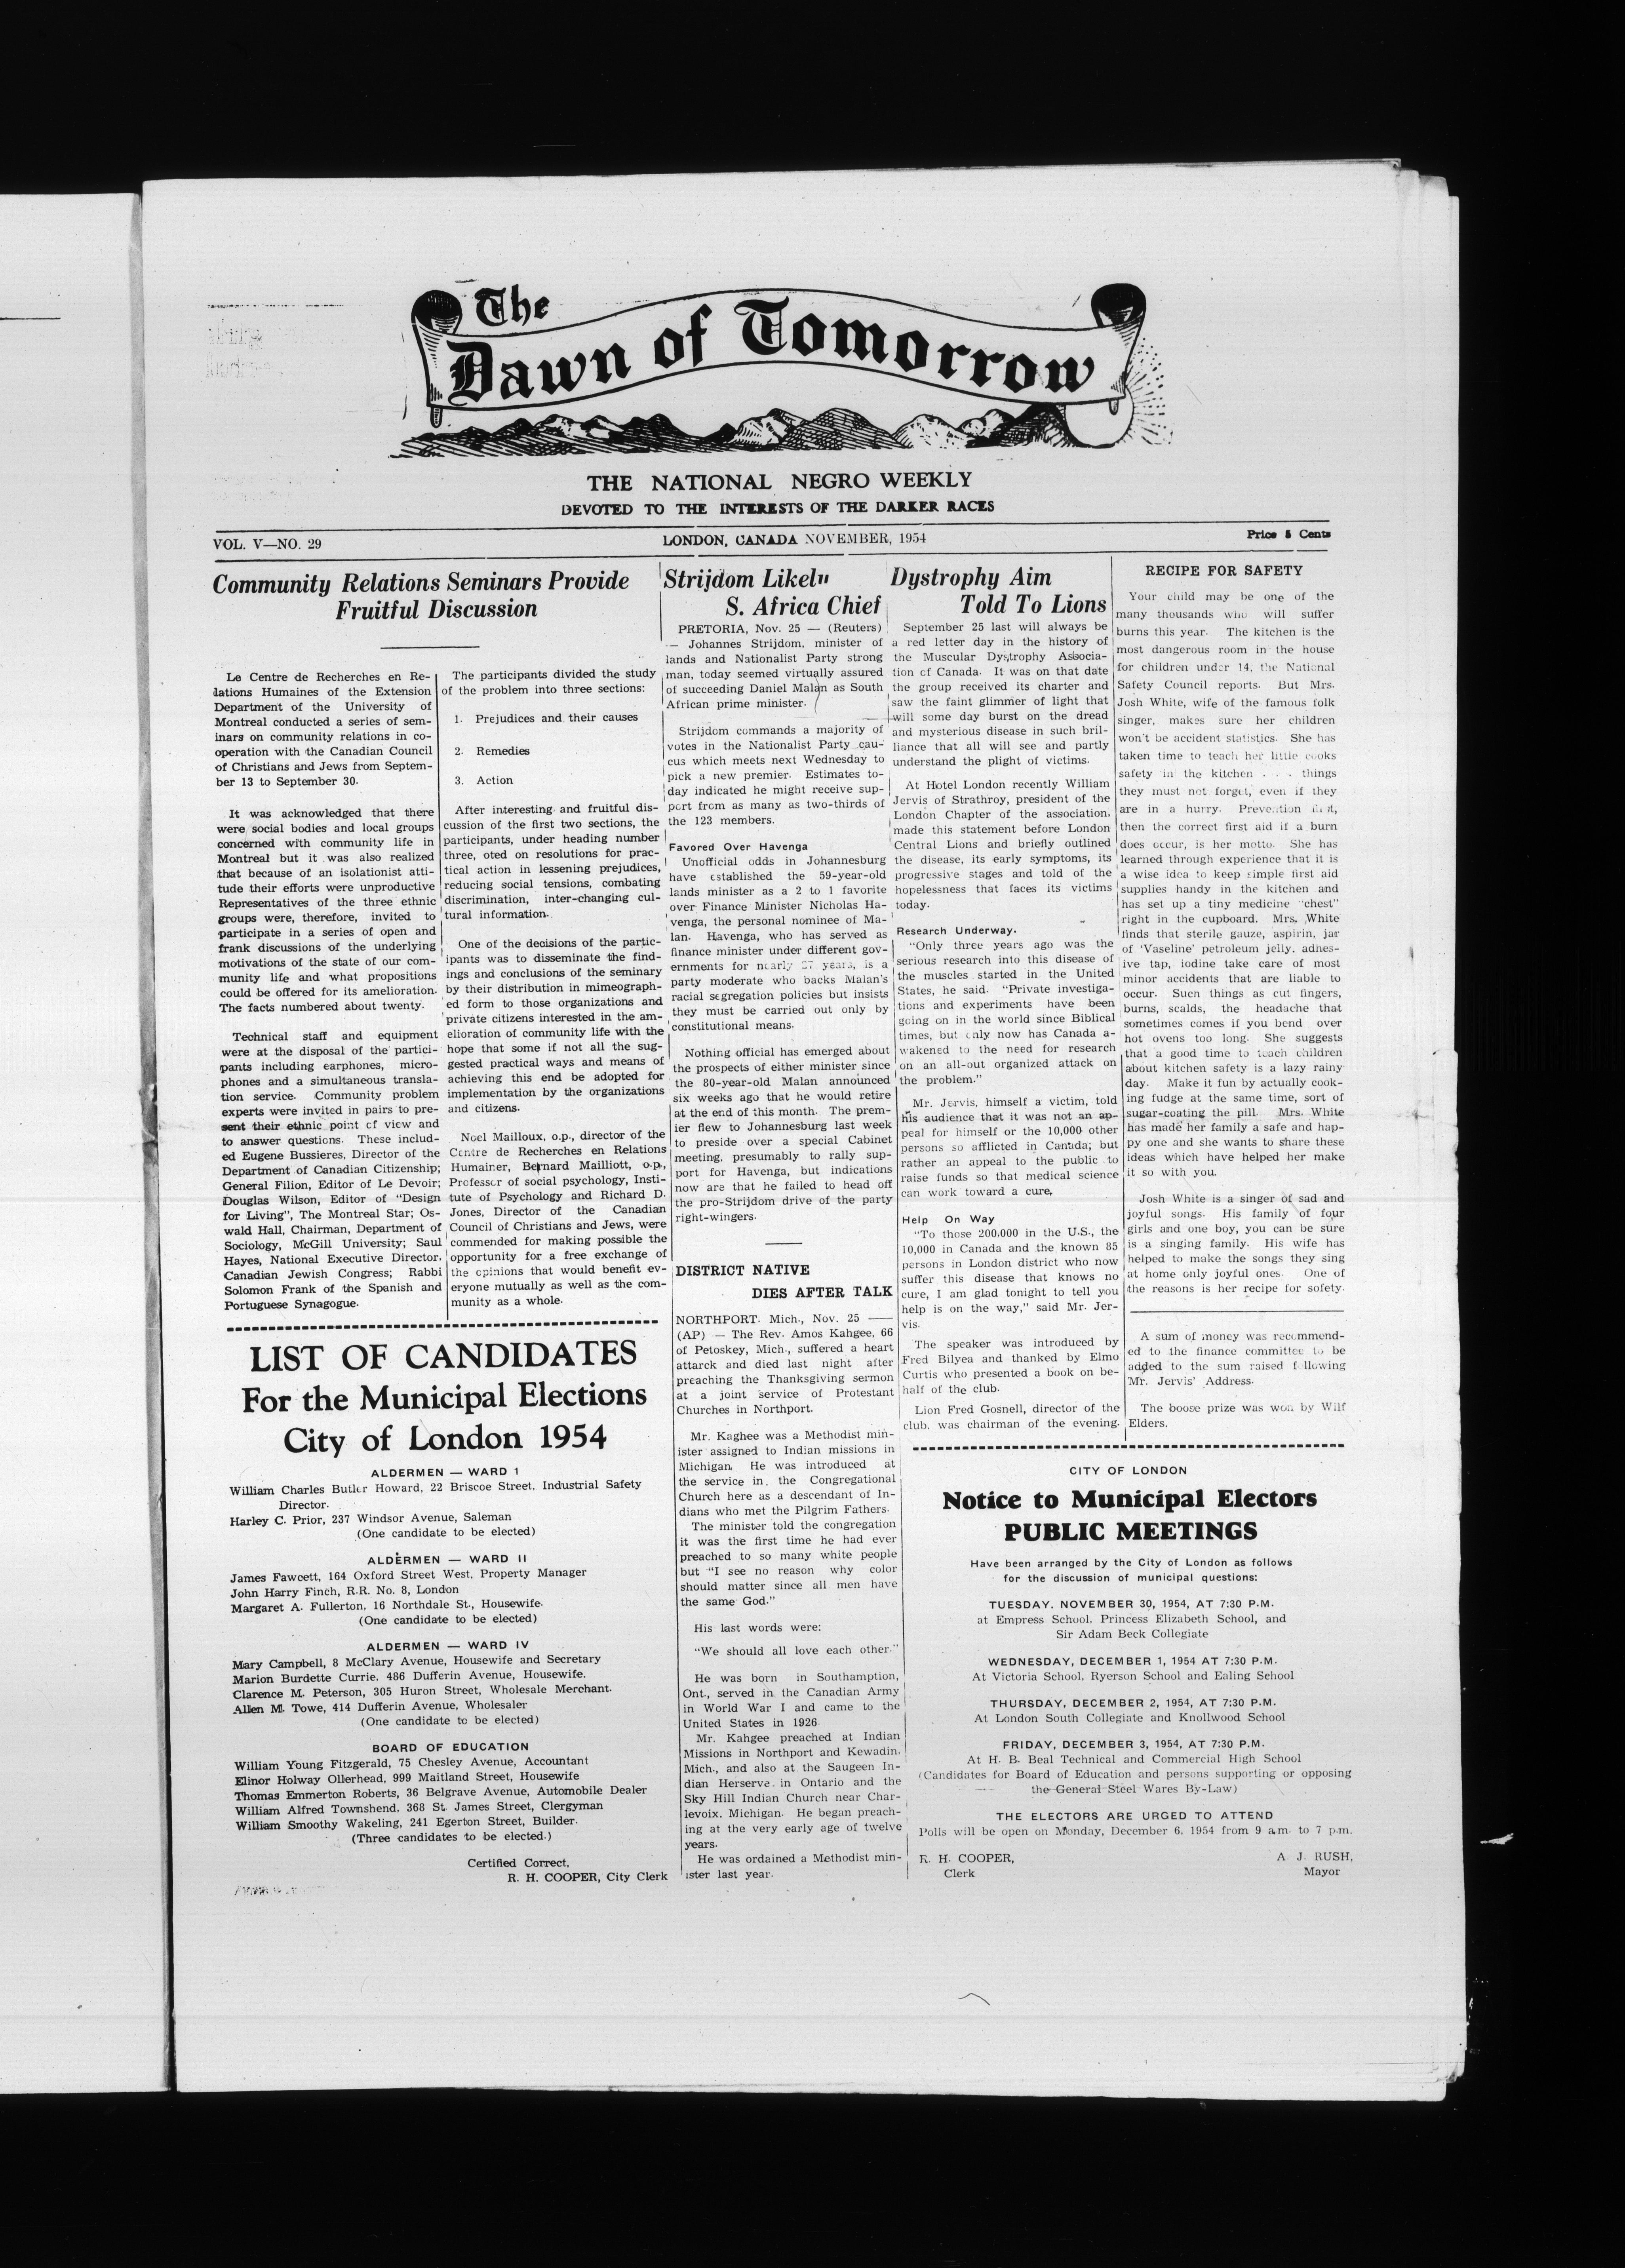 The
Dawn of Tomorrow
THE NATIONAL NEGRO WEEKLY
DEVOTED TO THE INTERESTS OF THE DARKER RACES
VOL. V—NO. 29
LONDON, CANADA NOVEMBER, 1954
Price 5 Cents
Community Relations Seminars Provide
Fruitful Discussion
Le Centre de Recherches en Re-
lations Humaines of the Extension
Department of the University of
Montreal conducted a series of sem-
inars on community relations in co-
operation with the Canadian Council
of Christians and Jews from Septem-
ber 13 to September 30.
It was acknowledged that there
were social bodies and local groups
concerned with community life in
Montreal but it was also realized
that because of an isolationist atti-
tude their efforts were unproductive
Representatives of the three ethnic
groups were, therefore, invited to
participate in a series of open and
frank discussions of the underlying
motivations of the state of our com-
munity life and what propositions
could be offered for its amelioration.
The facts numbered about twenty.
Technical staff and equipment
were at the disposal of the partici-
pants including earphones, micro-
phones and a simultaneous transla-
tion service. Community problem
experts were invited in pairs to pre-
sent their ethnic point of view and
to answer questions. These includ-
ed Eugene Bussieres, Director of the
Department of Canadian Citizenship;
General Filion, Editor of Le Devoir;
Douglas Wilson, Editor of "Design
for Living", The Montreal Star; Os-
wald Hall, Chairman, Department of
Sociology, McGill University; Saul
Hayes, National Executive Director,
Canadian Jewish Congress; Rabbi
Solomon Frank of the Spanish and
Portuguese Synagogue.
The participants divided the study
of the problem into three sections:
1. Prejudices and their causes
2. Remedies
3. Action
After interesting and fruitful dis-
cussion of the first two sections, the
participants, under heading number
three, oted on resolutions for prac-
tical action in lessening prejudices,
reducing social tensions, combating
discrimination, inter-changing cul-
tural information.
One of the decisions of the partic-
ipants was to disseminate the find-
ings and conclusions of the seminary
by their distribution in mimeograph-
ed form to those organizations and
private citizens interested in the am-
elioration of community life with the
hope that some if not all the sug-
gested practical ways and means of
achieving this end be adopted for
implementation by the organizations
and citizens.
Noel Mailloux, o.p., director of the
Centre de Recherches en Relations
Humainer, Bernard Mailliott, o.p.,
Professor of social psychology, Insti-
tute of Psychology and Richard D.
Jones, Director of the Canadian
Council of Christians and Jews, were
commended for making possible the
opportunity for a free exchange of
the opinions that would benefit ev-
eryone mutually as well as the com-
munity as a whole.
LIST OF CANDIDATES
For the Municipal Elections
City of London 1954
ALDERMEN — WARD 1
William Charles Butler Howard, 22 Briscoe Street, Industrial Safety
Director.
Harley C. Prior, 237 Windsor Avenue, Saleman
(One candidate to be elected)
ALDERMEN — WARD II
James Fawcett, 164 Oxford Street West, Property Manager
John Harry Finch, R.R. No. 8, London
Margaret A. Fullerton, 16 Northdale St., Housewife.
(One candidate to be elected)
ALDERMEN — WARD IV
Mary Campbell, 8 McClary Avenue, Housewife and Secretary
Marion Burdette Currie, 486 Dufferin Avenue, Housewife.
Clarence M. Peterson, 305 Huron Street, Wholesale Merchant.
Allen M. Towe, 414 Dufferin Avenue, Wholesaler
(One candidate to be elected)
BOARD OF EDUCATION
William Young Fitzgerald, 75 Chesley Avenue, Accountant
Elinor Holway Ollerhead, 999 Maitland Street, Housewife
Thomas Emmerton Roberts, 36 Belgrave Avenue, Automobile Dealer
William Alfred Townshend, 368 St. James Street, Clergyman
William Smoothy Wakeling, 241 Egerton Street, Builder.
(Three candidates to be elected.)
Certified Correct,
R. H. COOPER, City Clerk
Strijdom Likely
S. Africa Chief
PRETORIA, Nov. 25 — (Reuters)
— Johannes Strijdom, minister of
lands and Nationalist Party strong
man, today seemed virtually assured
of succeeding Daniel Malan as South
African prime minister.
Strijdom commands a majority of
votes in the Nationalist Party cau-
cus which meets next Wednesday to
pick a new premier. Estimates to-
day indicated he might receive sup-
port from as many as two-thirds of
the 123 members.
Favored Over Havenga
Unofficial odds in Johannesburg
have established the 59-year-old
lands minister as a 2 to 1 favorite
over Finance Minister Nicholas Ha-
venga, the personal nominee of Ma-
lan. Havenga, who has served as
finance minister under different gov-
ernments for nearly 27 years, is a
party moderate who backs Malan's
racial segregation policies but insists
they must be carried out only by
constitutional means.
Nothing official has emerged about
the prospects of either minister since
the 80-year-old Malan announced
six weeks ago that he would retire
at the end of this month. The prem-
ier flew to Johannesburg last week
to preside over a special Cabinet
meeting, presumably to rally sup-
port for Havenga, but indications
now are that he failed to head off
the pro-Strijdom drive of the party
right-wingers.
DISTRICT NATIVE
DIES AFTER TALK
NORTHPORT. Mich., Nov. 25 —
(AP) — The Rev. Amos Kahgee, 66
of Petoskey, Mich., suffered a heart
attarck and died last night after
preaching the Thanksgiving sermon
at a joint service of Protestant
Churches in Northport.
Mr. Kaghee was a Methodist min-
ister assigned to Indian missions in
Michigan. He was introduced at
the service in the Congregational
Church here as a descendant of In-
dians who met the Pilgrim Fathers.
The minister told the congregation
it was the first time he had ever
preached to so many white people
but "I see no reason why color
should matter since all men have
the same God."
His last words were:
"We should all love each other."
He was born in Southampton,
Ont., served in the Canadian Army
in World War I and came to the
United States in 1926.
Mr. Kahgee preached at Indian
Missions in Northport and Kewadin,
Mich., and also at the Saugeen In-
dian Herserve in Ontario and the
Sky Hill Indian Church near Char-
levoix. Michigan. He began preach-
ing at the very early age of twelve
years.
He was ordained a Methodist min-
ister last year.
Dystrophy Aim
Told To Lions
September 25 last will always be
a red letter day in the history of
the Muscular Dystrophy Associa-
tion of Canada. It was on that date
the group received its charter and
saw the faint glimmer of light that
will some day burst on the dread
and mysterious disease in such bril-
liance that all will see and partly
understand the plight of victims.
At Hotel London recently William
Jervis of Strathroy, president of the
London Chapter of the association,
made this statement before London
Central Lions and briefly outlined
the disease, its early symptoms, its
progressive stages and told of the
hopelessness that faces its victims
today.
Research Underway.
"Only three years ago was the
serious research into this disease of
the muscles started in the United
States, he said. "Private investiga-
tions and experiments have been
going on in the world since Biblical
times, but only now has Canada a-
wakened to the need for research
on an all-out organized attack on
the problem."
Mr. Jervis, himself a victim, told
his audience that it was not an ap-
peal for himself or the 10,000 other
persons so afflicted in Canada; but
rather an appeal to the public to
raise funds so that medical science
can work toward a cure.
Help On Way
"To those 200,000 in the U.S., the
10,000 in Canada and the known 85
persons in London district who now
suffer this disease that knows no
cure, I am glad tonight to tell you
help is on the way," said Mr. Jer-
vis.
The speaker was introduced by
Fred Bilyea and thanked by Elmo
Curtis who presented a book on be-
half of the club.
Lion Fred Gosnell, director of the
club, was chairman of the evening.
RECIPE FOR SAFETY
Your child may be one of the
many thousands who will suffer
burns this year. The kitchen is the
most dangerous room in the house
for children under 14, the National
Safety Council reports. But Mrs.
Josh White, wife of the famous folk
singer, makes sure her children
won't be accident statistics. She has
taken time to teach her little cooks
safety in the kitchen . . . things
they must not forget, even if they
are in a hurry. Prevention first,
then the correct first aid if a burn
does occur, is her motto. She has
learned through experience that it is
a wise idea to keep simple first aid
supplies handy in the kitchen and
has set up a tiny medicine "chest"
right in the cupboard. Mrs. White
finds that sterile gauze, aspirin, jar
of 'Vaseline' petroleum jelly, adhes-
ive tap, iodine take care of most
minor accidents that are liable to
occur. Such things as cut fingers,
burns, scalds, the headache that
sometimes comes if you bend over
hot ovens too long. She suggests
that a good time to teach children
about kitchen safety is a lazy rainy
day. Make it fun by actually cook-
ing fudge at the same time, sort of
sugar-coating the pill. Mrs. White
has made her family a safe and hap-
py one and she wants to share these
ideas which have helped her make
it so with you.
Josh White is a singer of sad and
joyful songs. His family of four
girls and one boy, you can be sure
is a singing family. His wife has
helped to make the songs they sing
at home only joyful ones. One of
the reasons is her recipe for sofety.
A sum of money was recommend-
ed to the finance committee to be
added to the sum raised following
Mr. Jervis' Address.
The boose prize was won by Wilf
Elders.
CITY OF LONDON
Notice to Municipal Electors
PUBLIC MEETINGS
Have been arranged by the City of London as follows
for the discussion of municipal questions:
TUESDAY. NOVEMBER 30, 1954, AT 7:30 P.M.
at Empress School, Princess Elizabeth School, and
Sir Adam Beck Collegiate
WEDNESDAY, DECEMBER 1, 1954 AT 7:30 P.M.
At Victoria School, Ryerson School and Ealing School
THURSDAY, DECEMBER 2, 1954, AT 7:30 P.M.
At London South Collegiate and Knollwood School
FRIDAY, DECEMBER 3, 1954, AT 7:30 P.M.
At H. B. Beal Technical and Commercial High School
(Candidates for Board of Education and persons supporting or opposing
the General Steel Wares By-Law)
THE ELECTORS ARE URGED TO ATTEND
Polls will be open on Monday, December 6, 1954 from 9 a.m. to 7 p.m.
R. H. COOPER,
Clerk
A. J. RUSH,
Mayor